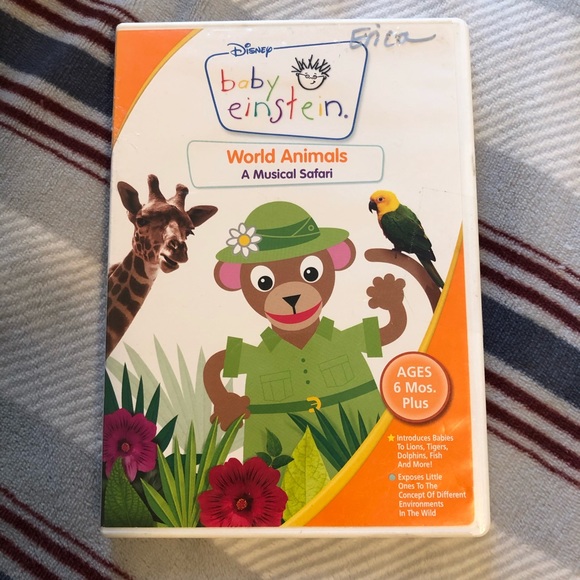 Erica
Disney
baby
einstein.
World Animals
A Musical Safari
AGES
6 Mos.
Plus
Introduces Babies
To Lions, Tigers,
Dolphins, Fish
And More!
Exposes Little
Ones To The
Concept Of Different
Environments
In The Wild